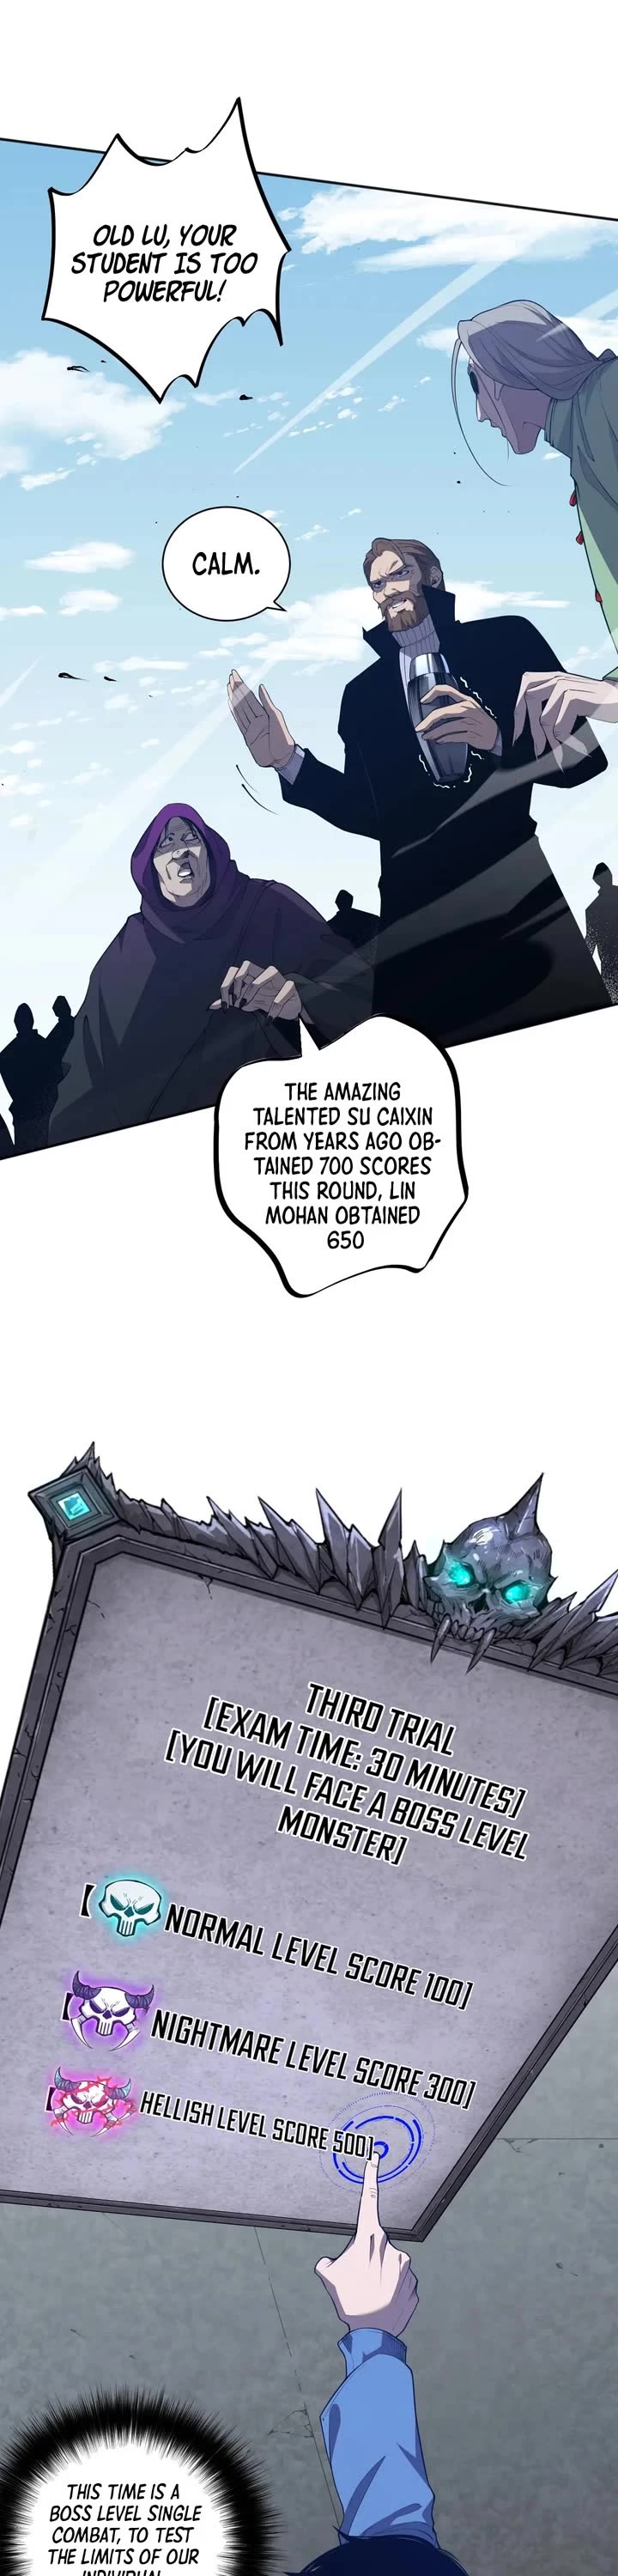 OLD LU, YOUR
STUDENT IS TOO
POWERFUL!
CALM.
THE AMAZING
TALENTED SU CAIXIN
FROM YEARS AGO OB-
TAINED 700 SCORES
THIS ROUND, LIN
MOHAN OBTAINED
650
THIRD TRIAL
[EXAM TIME: 30 MINUTES]
[YOU WILL FACE A BOSS LEVEL
MONSTER]
【NORMAL LEVEL SCORE 100]
【NIGHTMARE LEVEL SCORE 300]
【HELLISH LEVEL SCORE 500]
THIS TIME IS A
BOSS LEVEL SINGLE
COMBAT, TO TEST
THE LIMITS OF OUR
INDIVIDUAL